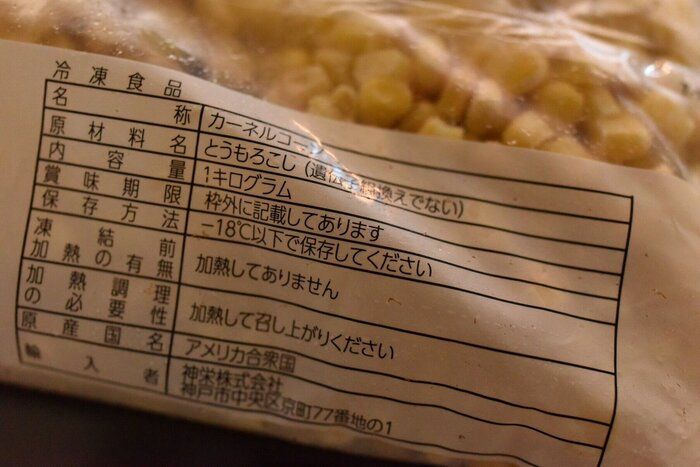 冷凍食品
名称 カーネルコーン
原材料名 とうもろこし(遺伝子組換えでない)
内容量 1キログラム
賞味期限 枠外に記載してあります
保存方法 -18℃以下で保存してください
凍結前
加熱の有無 加熱してありません
加熱調理
の必要性 加熱して召し上がりください
原産国名 アメリカ合衆国
輸入者 神栄株式会社
神戸市中央区京町77番地の1